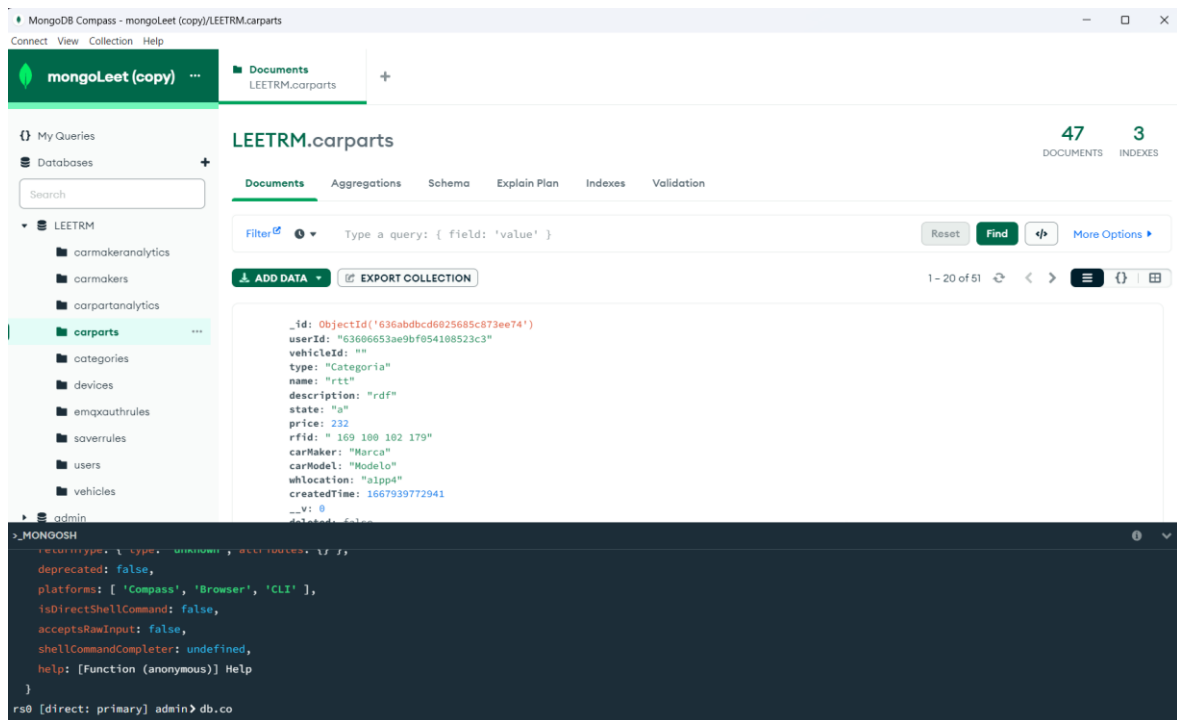 MongoDB Compass - mongoLeet (copy)/LEETRM.carparts
Connect View Collection Help
mongoLeet (copy) ...
Documents
LEETRM.carparts
+
{} My Queries
Databases +
Search
LEETRM
carmakeranalytics
carmakers
carpartanalytics
carparts ...
categories
devices
emqxauthrules
saverrules
users
vehicles
admin
LEETRM.carparts
47 DOCUMENTS
3 INDEXES
Documents Aggregations Schema Explain Plan Indexes Validation
Filter Type a query: { field: 'value' } Reset Find </> More Options
ADD DATA EXPORT COLLECTION 1 – 20 of 51 < > {}
_id: ObjectId('636abdbcd6025685c873ee74')
userId: "63606653ae9bf054108523c3"
vehicleId: ""
type: "Categoria"
name: "rtt"
description: "rdf"
state: "a"
price: 232
rfid: " 169 100 102 179"
carMaker: "Marca"
carModel: "Modelo"
whlocation: "a1pp4"
createdTime: 1667939772941
__v: 0
deleted: false
>_MONGOSH
returnType: { type: 'unknown', attributes: {} },
deprecated: false,
platforms: [ 'Compass', 'Browser', 'CLI' ],
isDirectShellCommand: false,
acceptsRawInput: false,
shellCommandCompleter: undefined,
help: [Function (anonymous)] Help
}
rs0 [direct: primary] admin> db.co